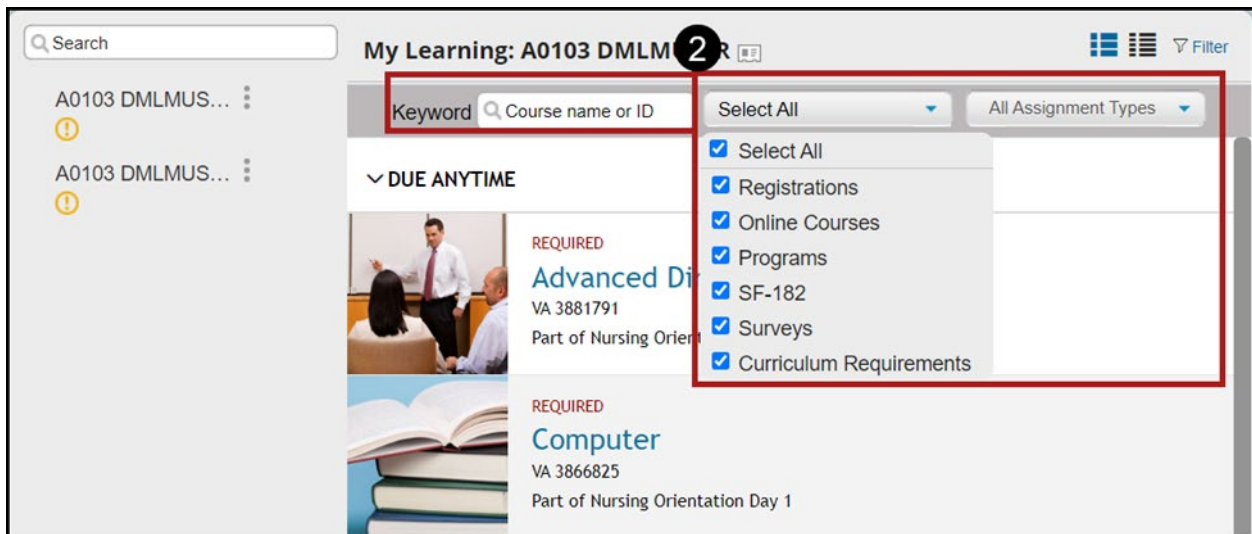 Search
A0103 DMLMUS...
A0103 DMLMUS...
My Learning: A0103 DMLM
2
R
Filter
Keyword
Course name or ID
Select All
All Assignment Types
Select All
Registrations
Online Courses
Programs
SF-182
Surveys
Curriculum Requirements
DUE ANYTIME
REQUIRED
Advanced Di
VA 3881791
Part of Nursing Orien
REQUIRED
Computer
VA 3866825
Part of Nursing Orientation Day 1